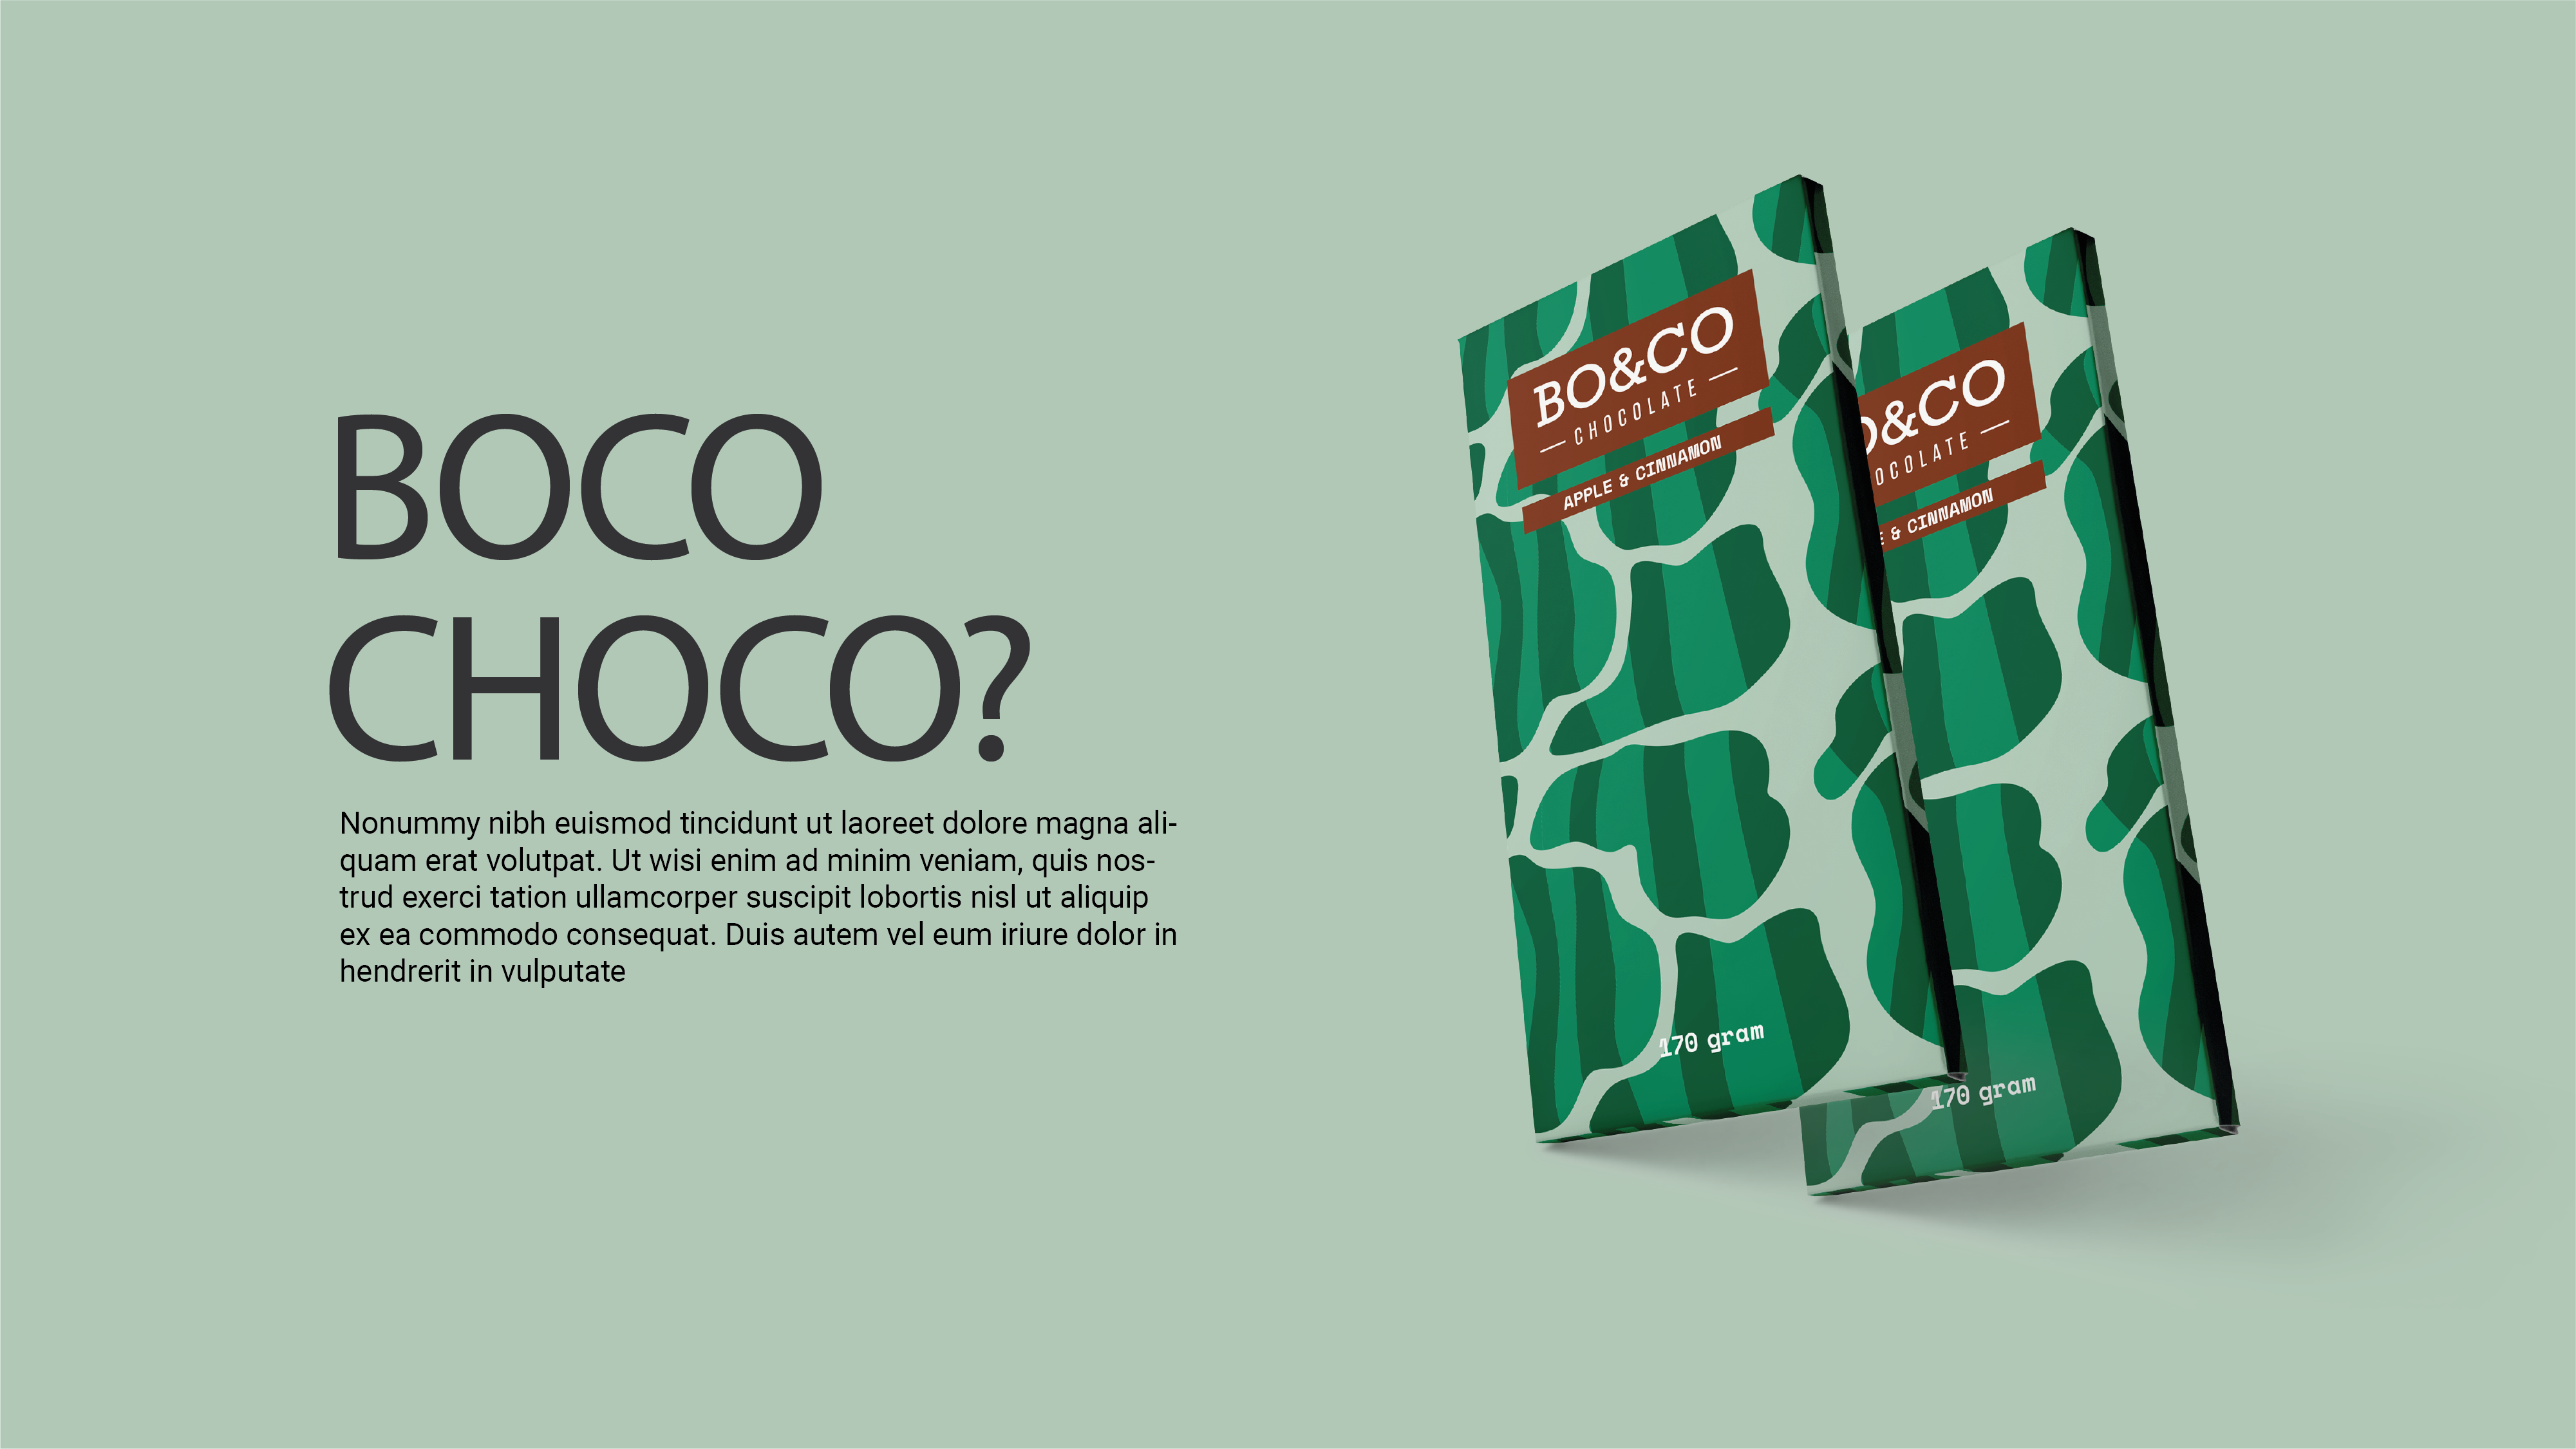 BOCO
CHOCO?
Nonummy nibh euismod tincidunt ut laoreet dolore magna ali-
quam erat volutpat. Ut wisi enim ad minim veniam, quis nos-
trud exerci tation ullamcorper suscipit lobortis nisl ut aliquip
ex ea commodo consequat. Duis autem vel eum iriure dolor in
hendrerit in vulputate
BO&CO
CHOCOLATE
APPLE & CINNAMON
170 gram
O&CO
OCOLATE
E & CINNAMON
170 gram